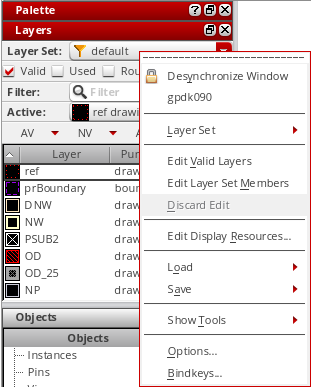 Palette
Layers
Layer Set: default
Valid Used Rou
Filter: Filter
Active: ref drawi
AV NV
Layer Pur
ref draw
prBoundary boun
DNW draw
NW draw
PSUB2 draw
OD draw
OD_25 draw
NP draw
Objects
Objects
Instances
Pins
Desynchronize Window
gpdk090
Layer Set
Edit Valid Layers
Edit Layer Set Members
Discard Edit
Edit Display Resources...
Load
Save
Show Tools
Options...
Bindkeys...